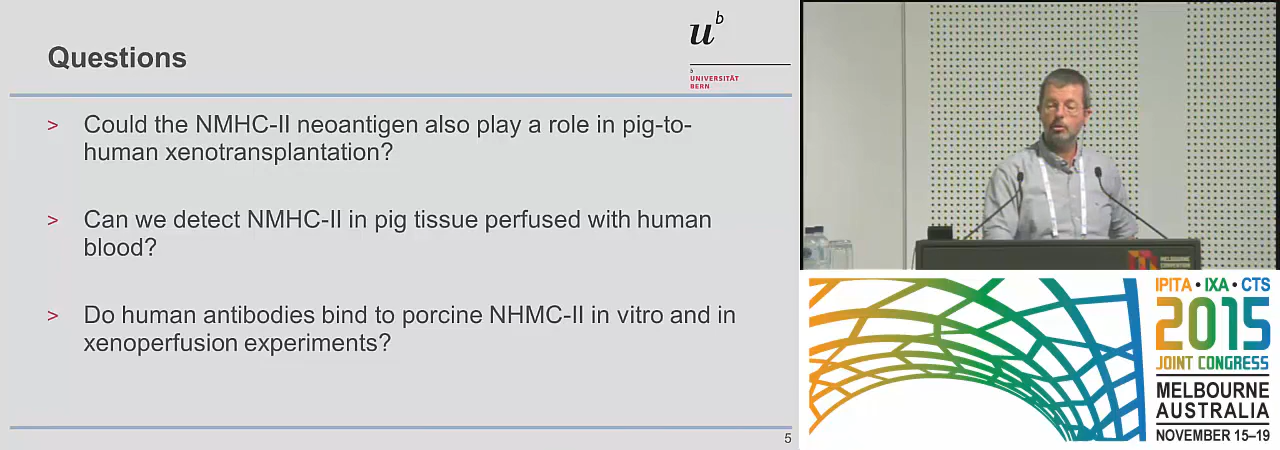 Questions
u b
b
UNIVERSITÄT
BERN
> Could the NMHC-II neoantigen also play a role in pig-to-
human xenotransplantation?
> Can we detect NMHC-II in pig tissue perfused with human
blood?
> Do human antibodies bind to porcine NHMC-II in vitro and in
xenoperfusion experiments?
5
MELBOURNE
CONVENTION
IPITA • IXA • CTS
2015
JOINT CONGRESS
MELBOURNE
AUSTRALIA
NOVEMBER 15–19